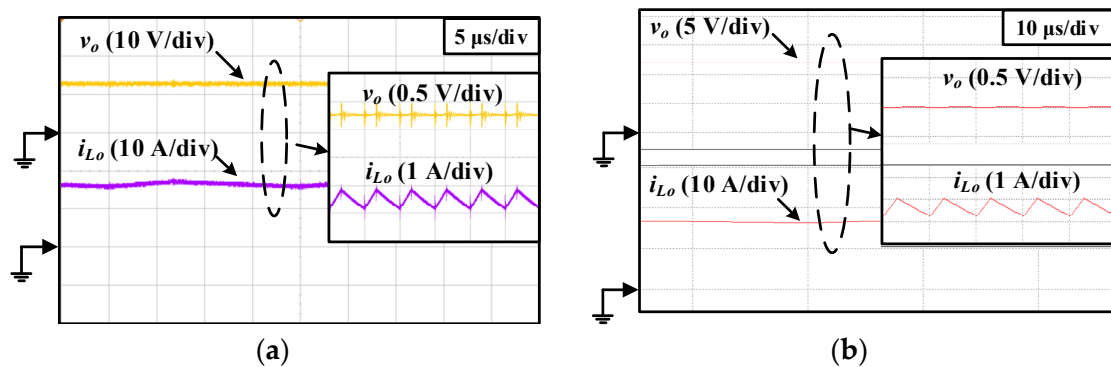 vo (10 V/div)
5 µs/div
vo (0.5 V/div)
iLo (10 A/div)
iLo (1 A/div)
(a)
vo (5 V/div)
10 µs/div
vo (0.5 V/div)
iLo (10 A/div)
iLo (1 A/div)
(b)